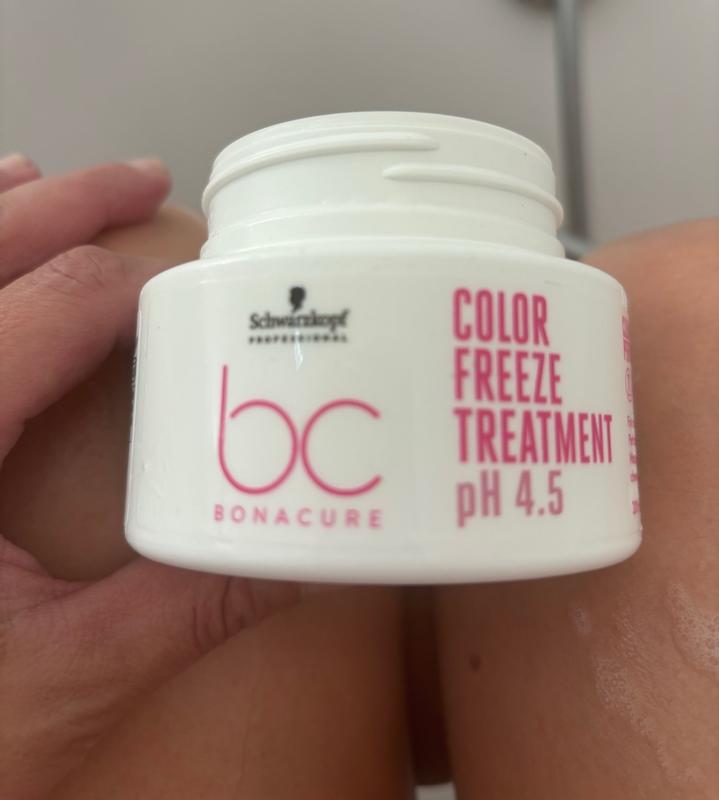 Schwarzkopf
PROFESSIONAL
bc
BONACURE
COLOR
FREEZE
TREATMENT
pH 4.5